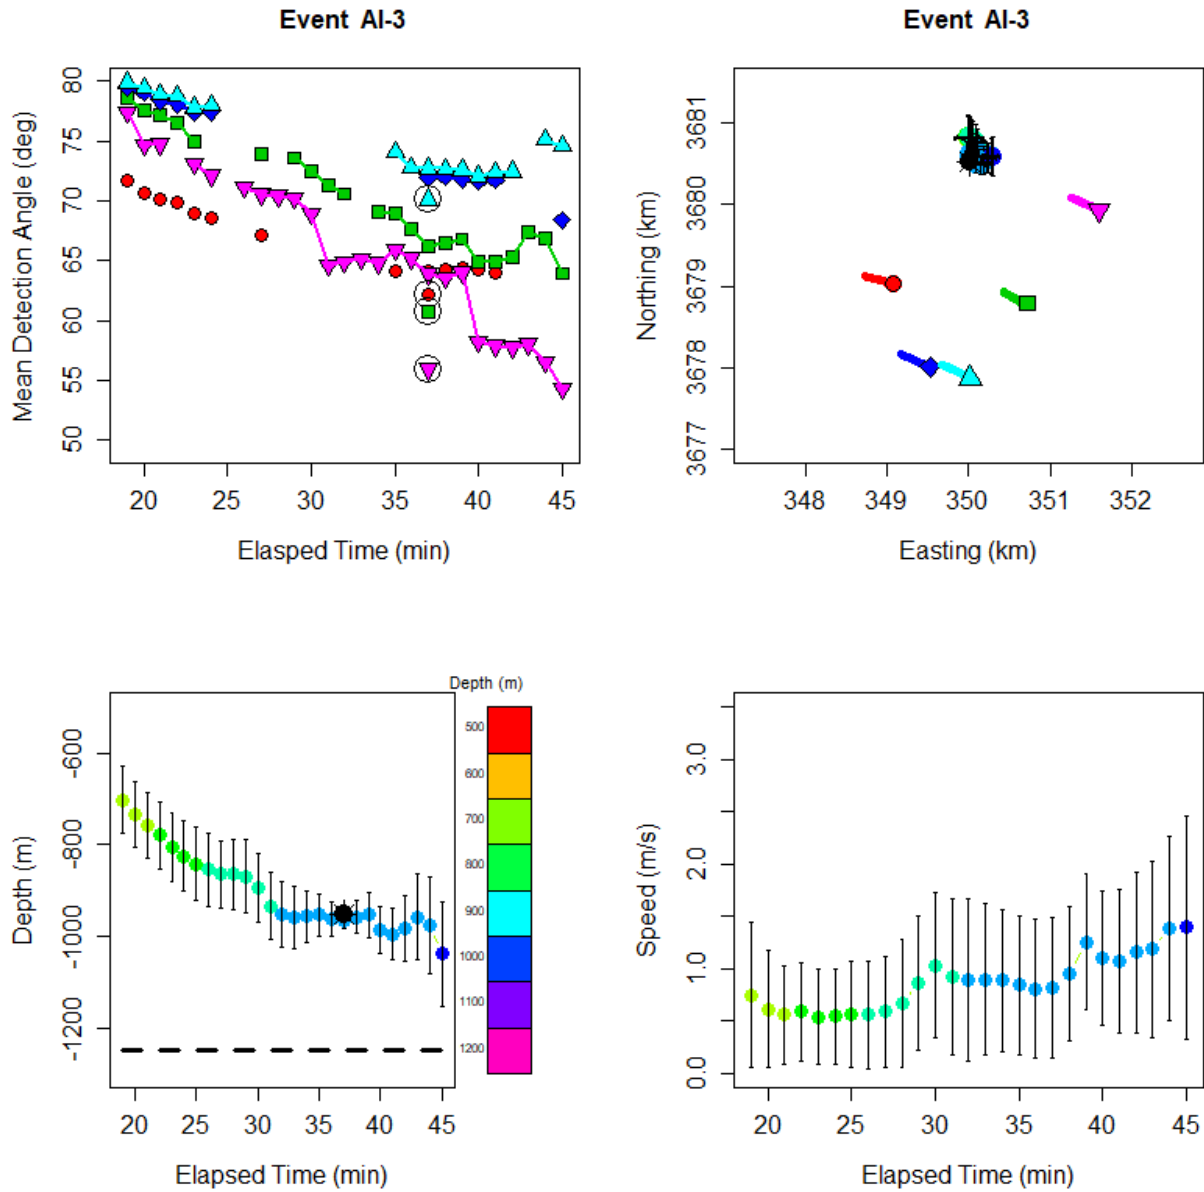 Event AI-3
Mean Detection Angle (deg)
80
75
70
65
60
55
50
20 25 30 35 40 45
Elasped Time (min)
Event AI-3
Northing (km)
3681
3680
3679
3678
3677
348 349 350 351 352
Easting (km)
Depth (m)
-600
-800
-1000
-1200
20 25 30 35 40 45
Elapsed Time (min)
Depth (m)
500
600
700
800
900
1000
1100
1200
Speed (m/s)
3.0
2.0
1.0
0.0
20 25 30 35 40 45
Elapsed Time (min)